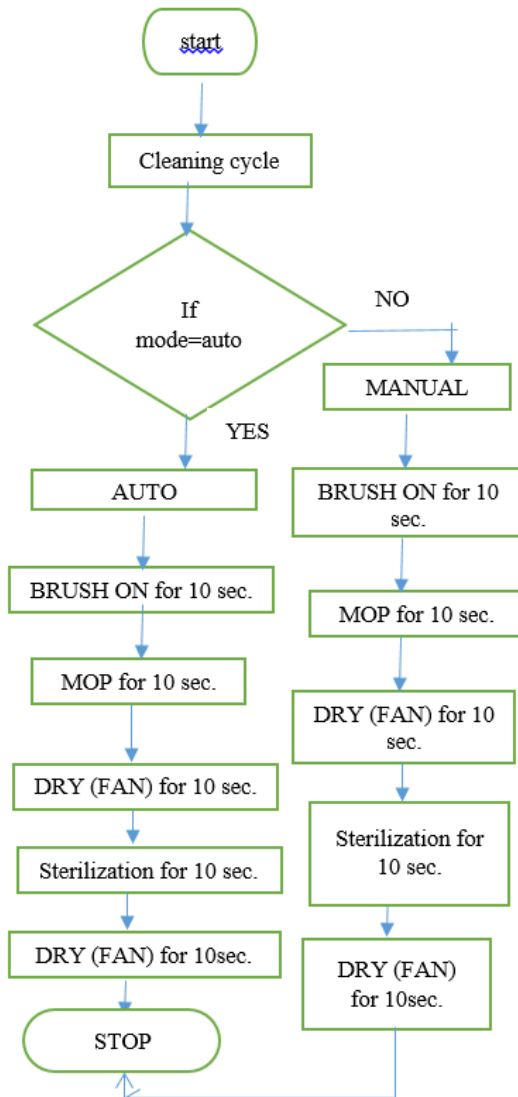 start
Cleaning cycle
If
mode=auto
NO
YES
MANUAL
BRUSH ON for 10
sec.
MOP for 10 sec.
DRY (FAN) for 10
sec.
Sterilization for
10 sec.
DRY (FAN)
for 10sec.
AUTO
BRUSH ON for 10 sec.
MOP for 10 sec.
DRY (FAN) for 10 sec.
Sterilization for 10 sec.
DRY (FAN) for 10sec.
STOP